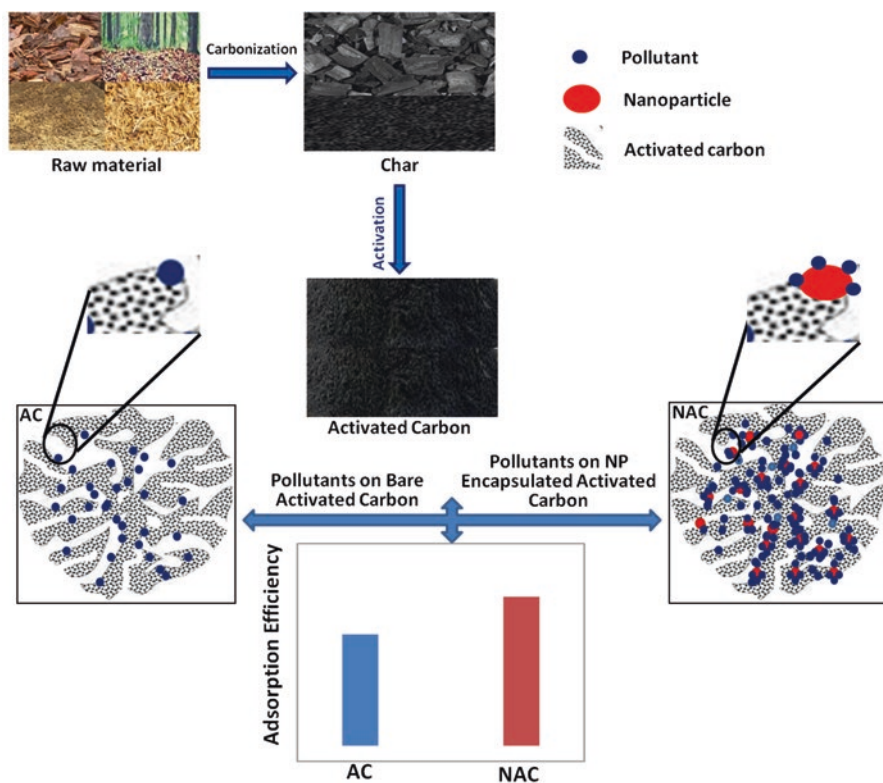 Carbonization
Raw material
Char
Pollutant
Nanoparticle
Activated carbon
Activation
Activated Carbon
AC
NAC
Pollutants on Bare
Activated Carbon
Pollutants on NP
Encapsulated Activated
Carbon
Adsorption Efficiency
AC
NAC